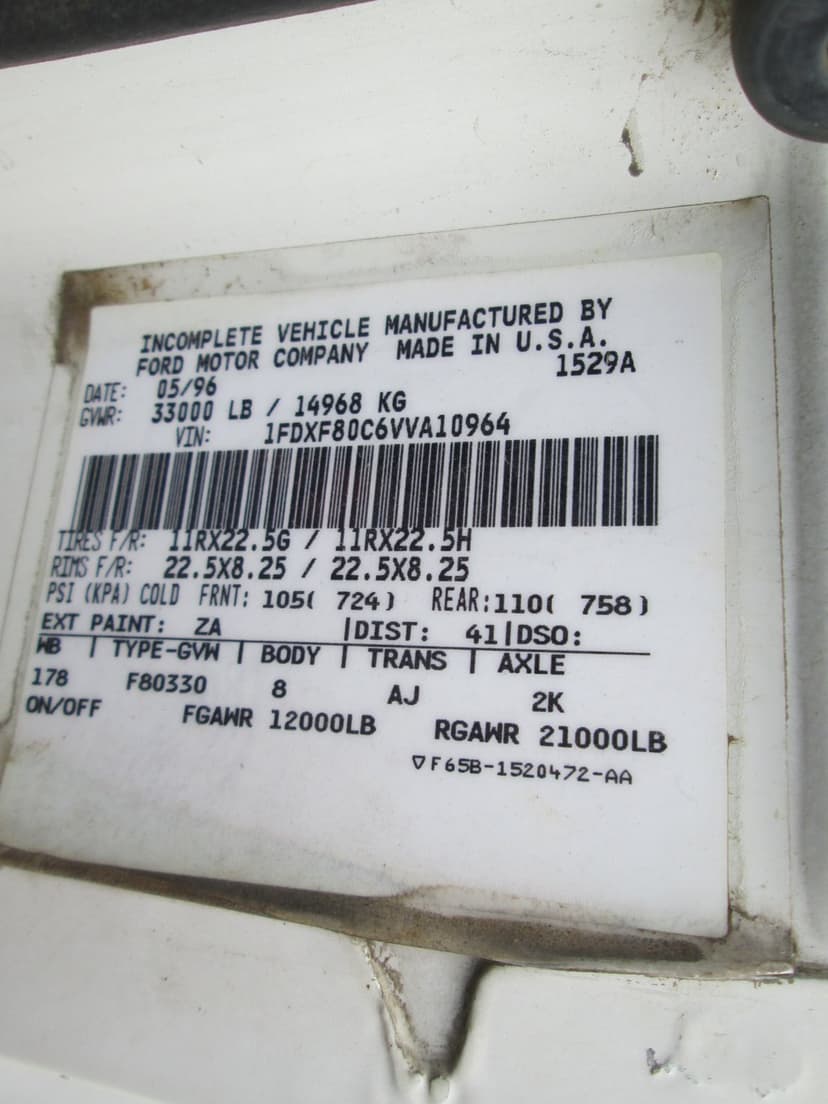 INCOMPLETE VEHICLE MANUFACTURED BY
FORD MOTOR COMPANY MADE IN U.S.A.
1529A
DATE: 05/96
GVWR: 33000 LB / 14968 KG
VIN: 1FDXF80C6VVA10964
TIRES F/R: 11RX22.5G / 11RX22.5H
RIMS F/R: 22.5X8.25 / 22.5X8.25
PSI (KPA) COLD FRNT: 105( 724) REAR:110( 758)
EXT PAINT: ZA |DIST: 41|DSO:
WB | TYPE-GVW | BODY | TRANS | AXLE
178 F80330 8 AJ 2K
ON/OFF FGAWR 12000LB RGAWR 21000LB
▽F65B-1520472-AA